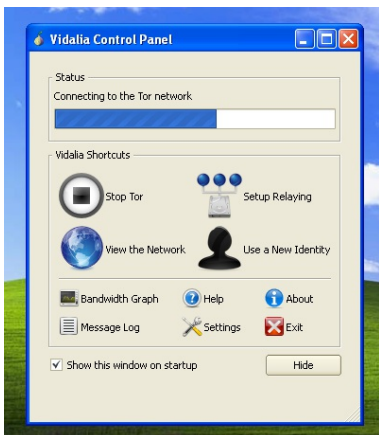 Vidalia Control Panel
Status
Connecting to the Tor network
Vidalia Shortcuts
Stop Tor
Setup Relaying
View the Network
Use a New Identity
Bandwidth Graph
Help
About
Message Log
Settings
Exit
Show this window on startup
Hide